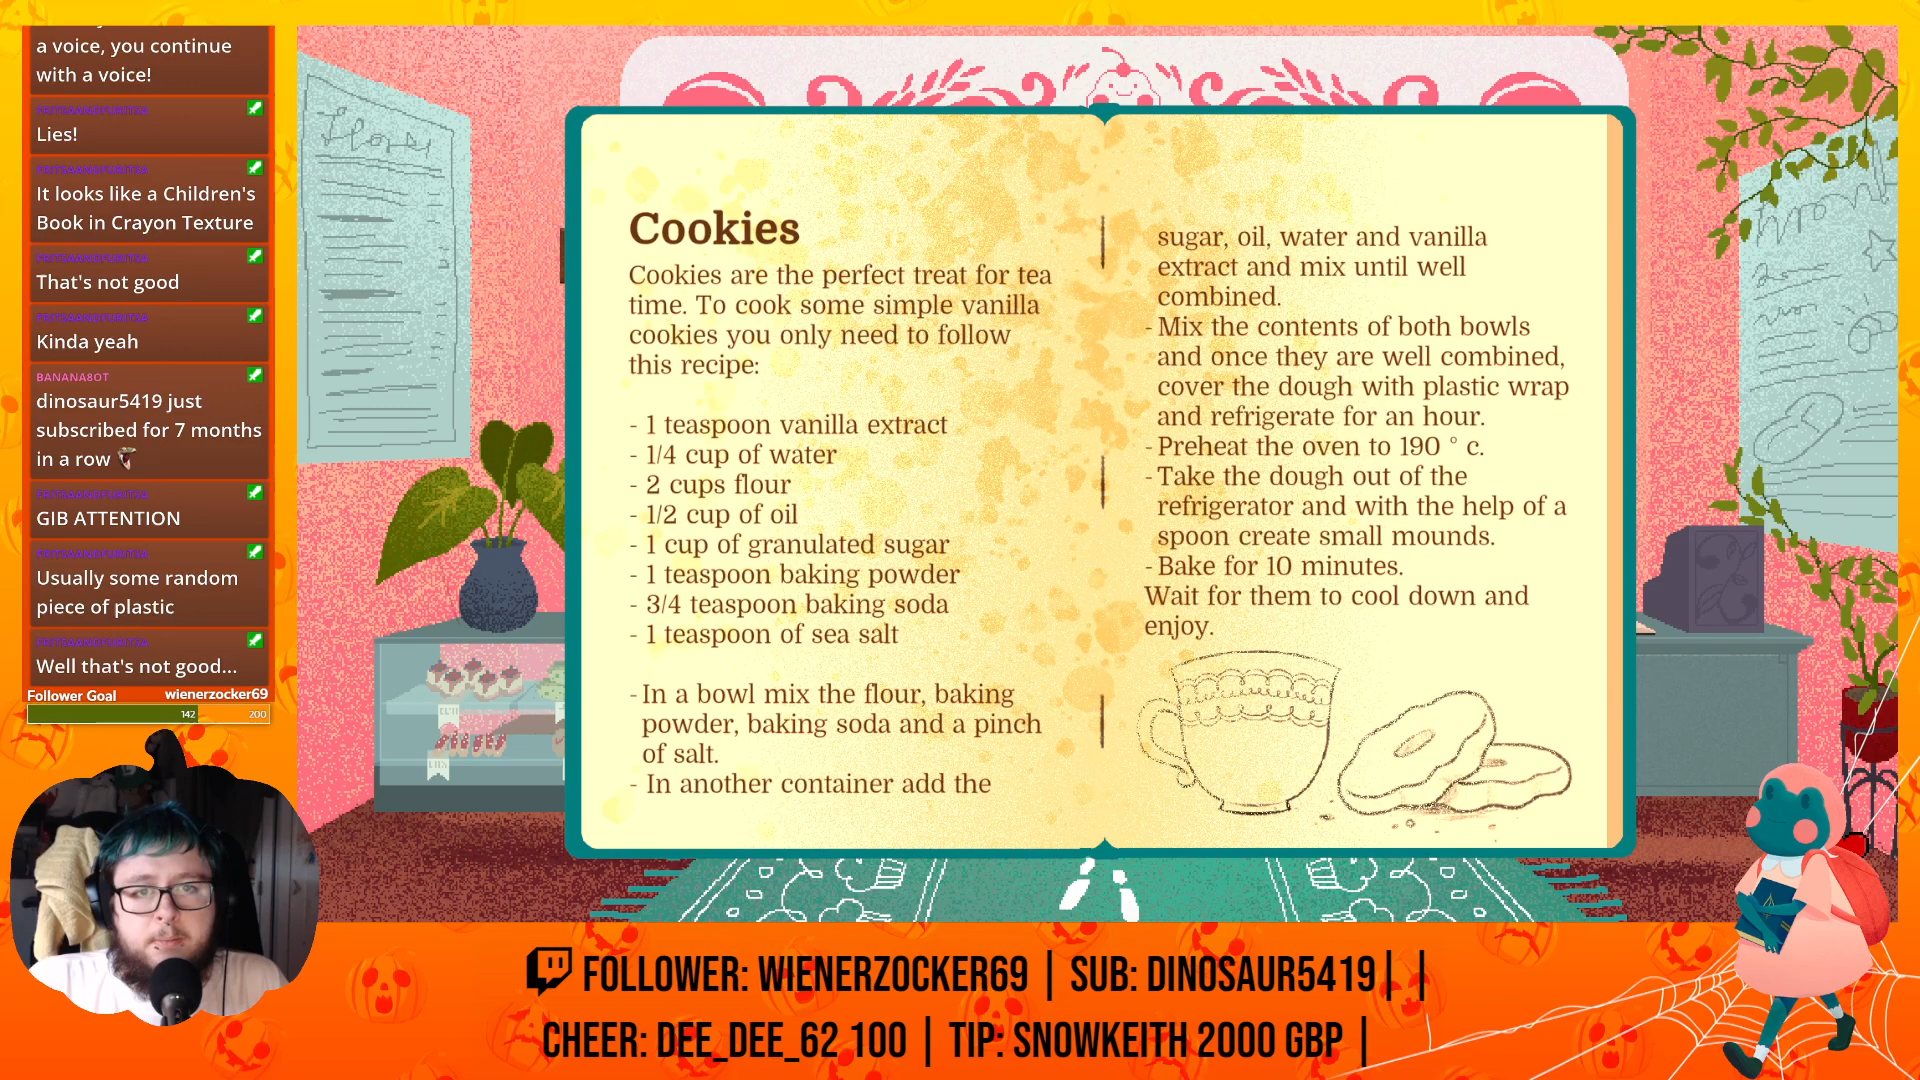 a voice, you continue
with a voice!
Lies!
It looks like a Children's
Book in Crayon Texture
That's not good
Kinda yeah
BANANA8OT
dinosaur5419 just
subscribed for 7 months
in a row
GIB ATTENTION
Usually some random
piece of plastic
Well that's not good...
Follower Goal wienerzocker69
142 200
Cookies
Cookies are the perfect treat for tea
time. To cook some simple vanilla
cookies you only need to follow
this recipe:
- 1 teaspoon vanilla extract
- 1/4 cup of water
- 2 cups flour
- 1/2 cup of oil
- 1 cup of granulated sugar
- 1 teaspoon baking powder
- 3/4 teaspoon baking soda
- 1 teaspoon of sea salt
- In a bowl mix the flour, baking
powder, baking soda and a pinch
of salt.
- In another container add the
sugar, oil, water and vanilla
extract and mix until well
combined.
- Mix the contents of both bowls
and once they are well combined,
cover the dough with plastic wrap
and refrigerate for an hour.
- Preheat the oven to 190 ° c.
- Take the dough out of the
refrigerator and with the help of a
spoon create small mounds.
- Bake for 10 minutes.
Wait for them to cool down and
enjoy.
FOLLOWER: WIENERZOCKER69 | SUB: DINOSAUR5419 | |
CHEER: DEE_DEE_62 100 | TIP: SNOWKEITH 2000 GBP |